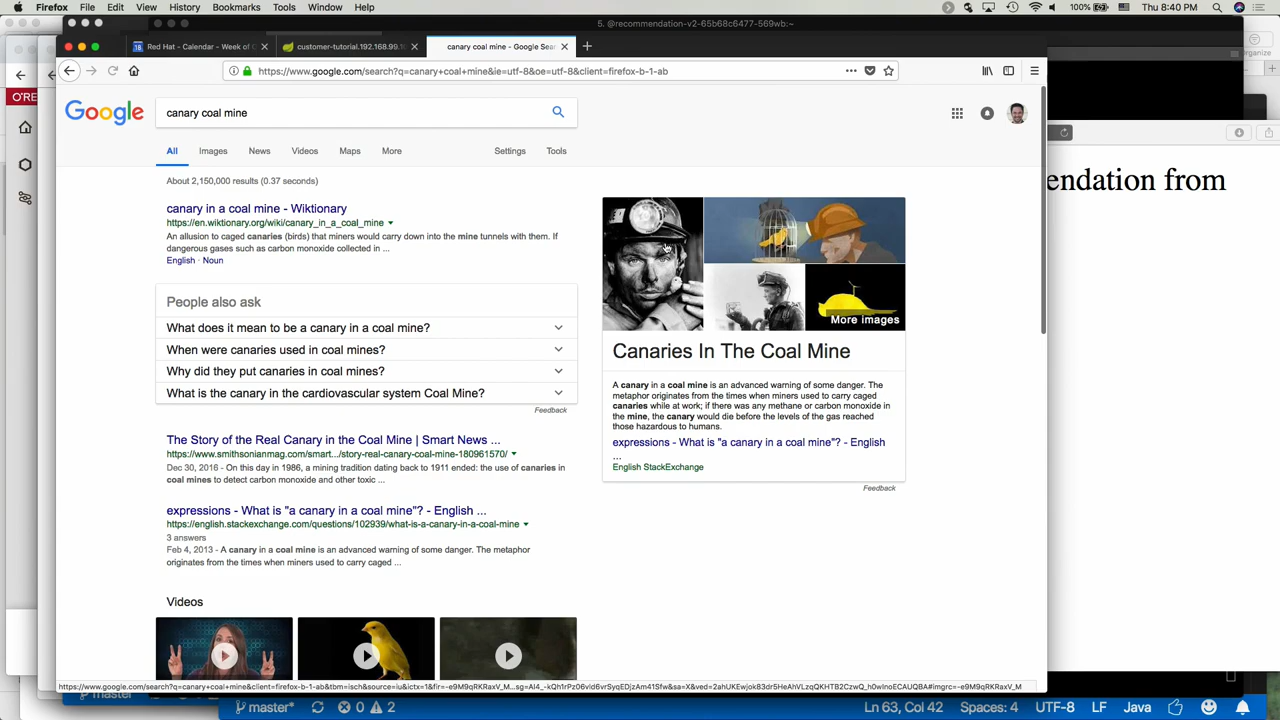 Firefox File Edit View History Bookmarks Tools Window Help
100% Thu 8:40 PM
5. @recommendation-v2-65b68c6477-569wb:~
18 Red Hat - Calendar - Week of
customer-tutorial.192.168.99.10
canary coal mine - Google Sea
https://www.google.com/search?q=canary+coal+mine&ie=utf-8&oe=utf-8&client=firefox-b-1-ab
Organize
O'RE
Google
canary coal mine
All Images News Videos Maps More Settings Tools
About 2,150,000 results (0.37 seconds)
endation from
canary in a coal mine - Wiktionary
https://en.wiktionary.org/wiki/canary_in_a_coal_mine
An allusion to caged canaries (birds) that miners would carry down into the mine tunnels with them. If
dangerous gases such as carbon monoxide collected in ...
English · Noun
People also ask
What does it mean to be a canary in a coal mine?
When were canaries used in coal mines?
Why did they put canaries in coal mines?
What is the canary in the cardiovascular system Coal Mine?
Feedback
The Story of the Real Canary in the Coal Mine | Smart News ...
https://www.smithsonianmag.com/smart.../story-real-canary-coal-mine-180961570/
Dec 30, 2016 - On this day in 1986, a mining tradition dating back to 1911 ended: the use of canaries in
coal mines to detect carbon monoxide and other toxic ...
expressions - What is "a canary in a coal mine"? - English ...
https://english.stackexchange.com/questions/102939/what-is-a-canary-in-a-coal-mine
3 answers
Feb 4, 2013 - A canary in a coal mine is an advanced warning of some danger. The metaphor
originates from the times when miners used to carry caged ...
Videos
More images
Canaries In The Coal Mine
A canary in a coal mine is an advanced warning of some danger. The
metaphor originates from the times when miners used to carry caged
canaries while at work; if there was any methane or carbon monoxide in
the mine, the canary would die before the levels of the gas reached
those hazardous to humans.
expressions - What is "a canary in a coal mine"? - English
...
English StackExchange
Feedback
master*
0 2
Ln 63, Col 42 Spaces: 4 UTF-8 LF Java